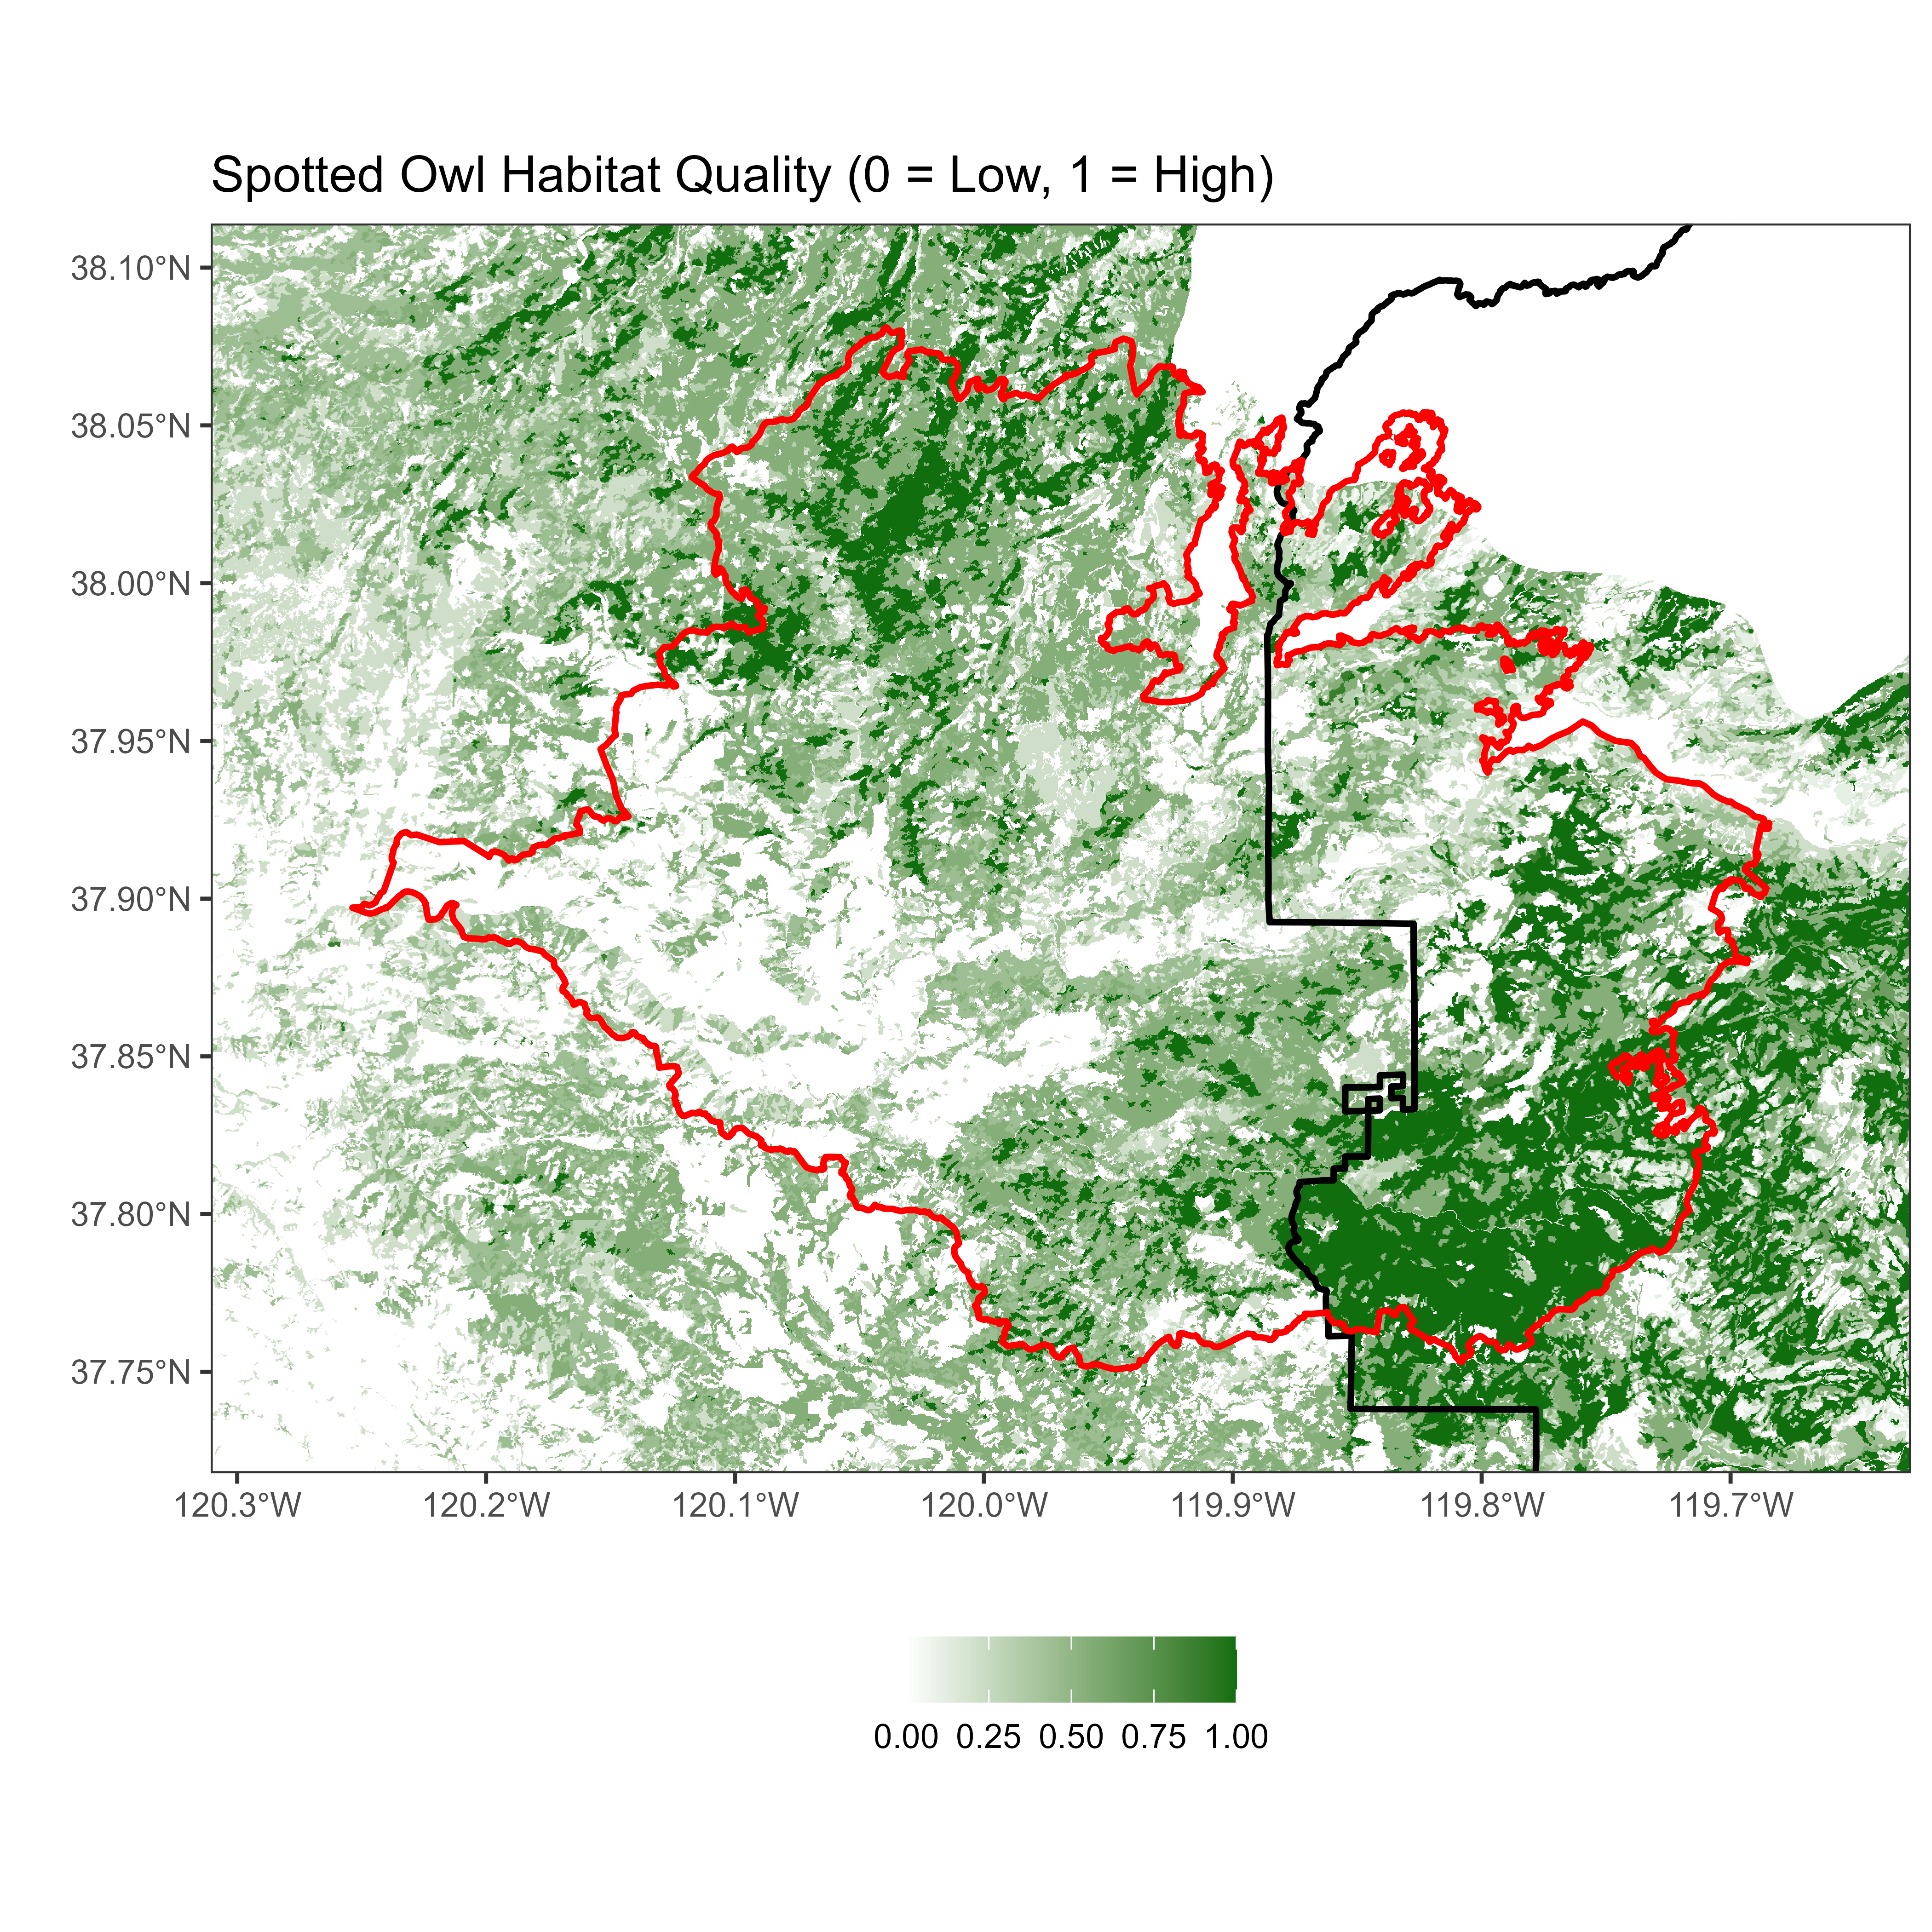 Spotted Owl Habitat Quality (0 = Low, 1 = High)
38.10°N
38.05°N
38.00°N
37.95°N
37.90°N
37.85°N
37.80°N
37.75°N
120.3°W 120.2°W 120.1°W 120.0°W 119.9°W 119.8°W 119.7°W
0.00 0.25 0.50 0.75 1.00